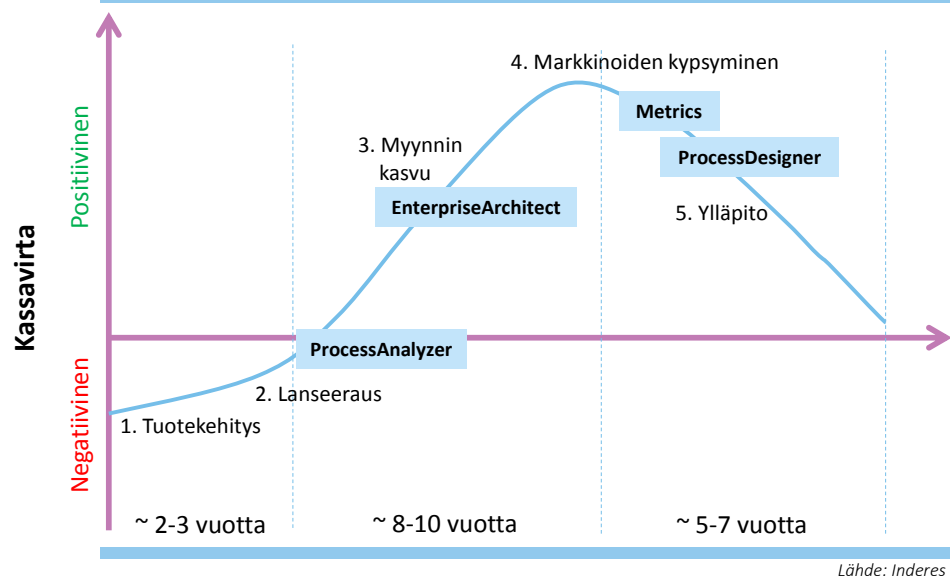 Kassavirta
Positiivinen
Negatiivinen
1. Tuotekehitys
2. Lanseeraus
3. Myynnin
kasvu
4. Markkinoiden kypsyminen
5. Ylläpito
ProcessAnalyzer
EnterpriseArchitect
Metrics
ProcessDesigner
~ 2-3 vuotta
~ 8-10 vuotta
~ 5-7 vuotta
Lähde: Inderes